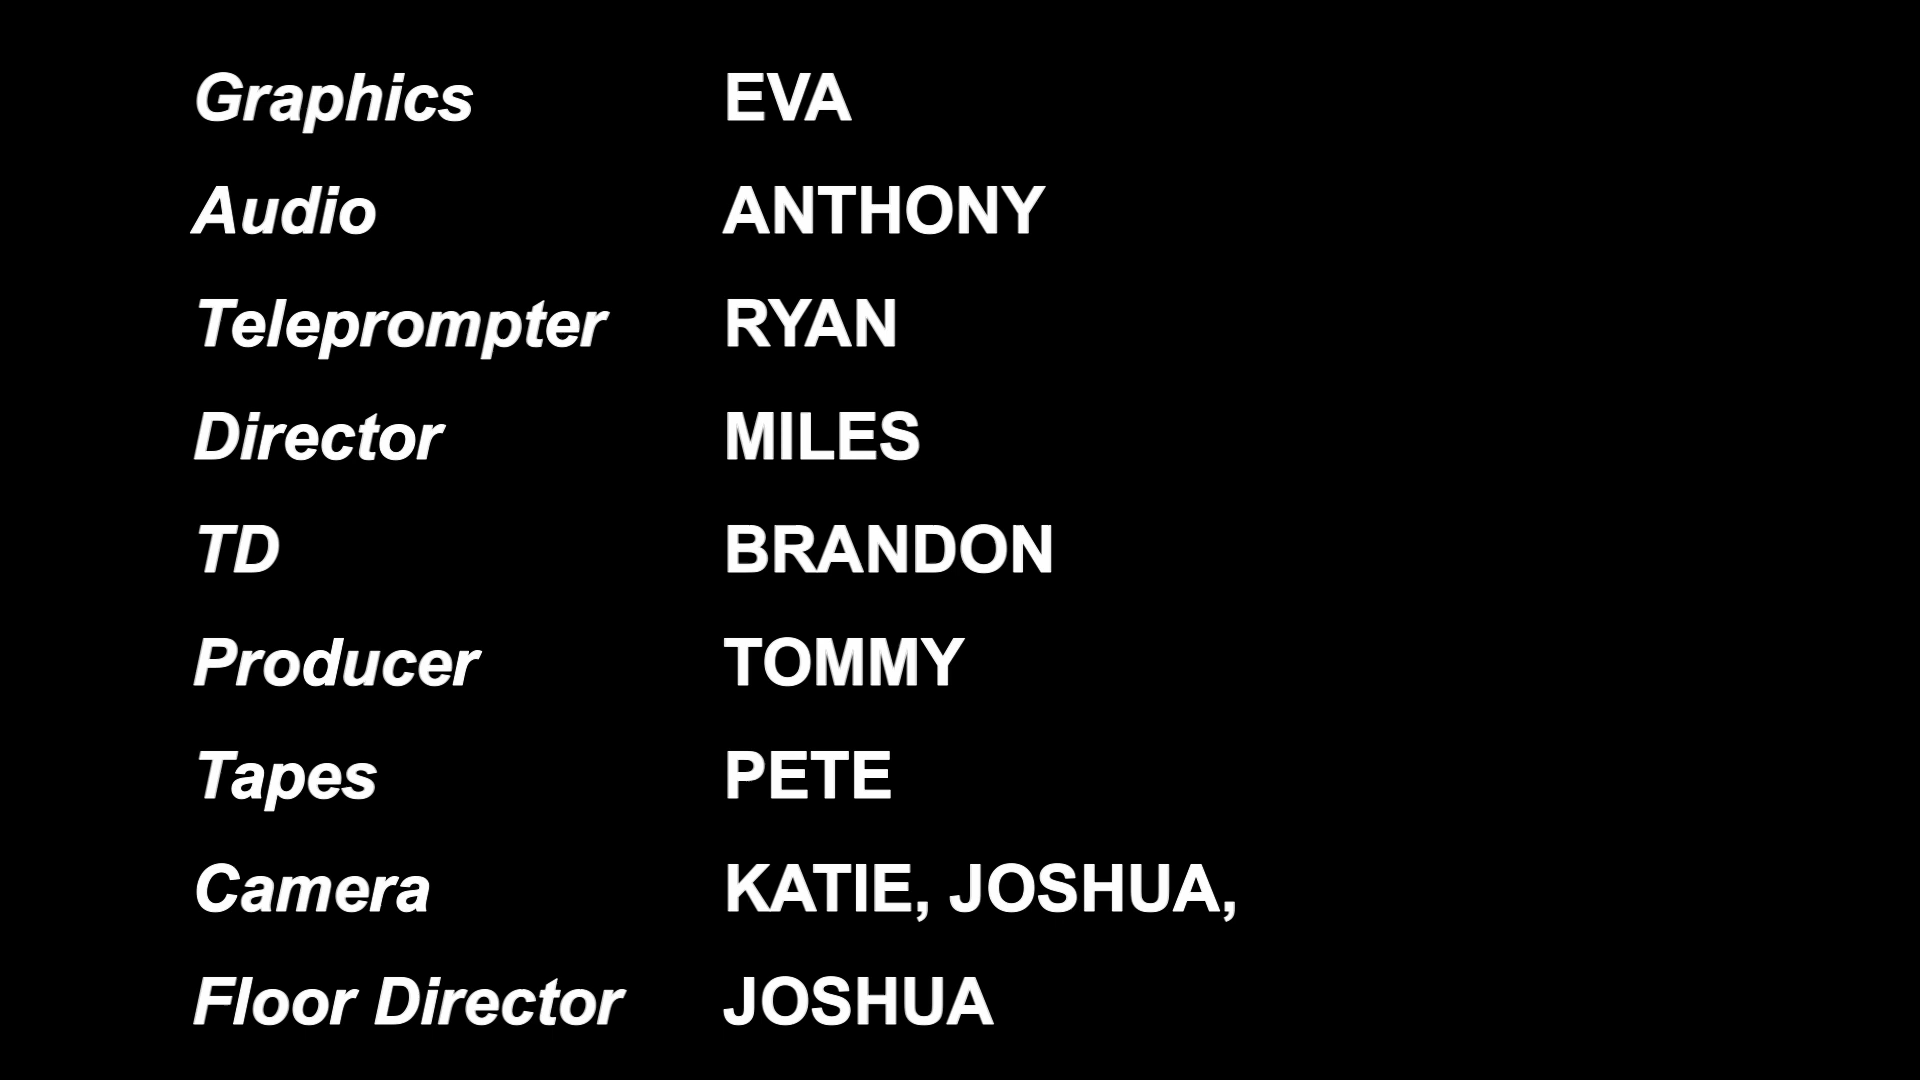 Graphics EVA
Audio ANTHONY
Teleprompter RYAN
Director MILES
TD BRANDON
Producer TOMMY
Tapes PETE
Camera KATIE, JOSHUA,
Floor Director JOSHUA